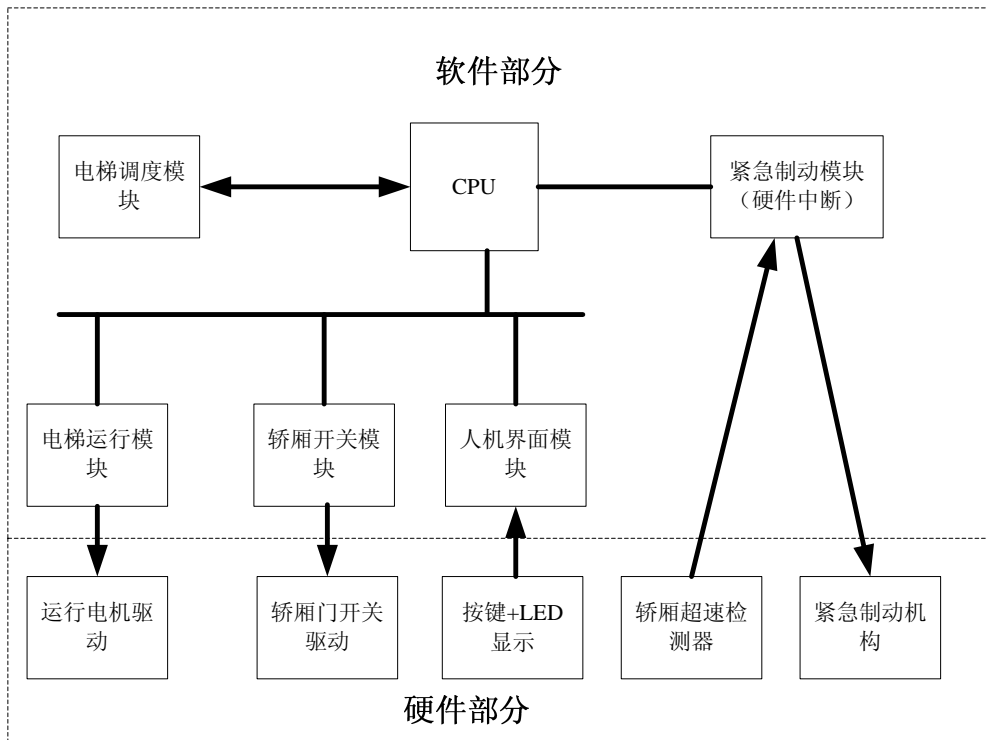 软件部分
电梯调度模
块
CPU
紧急制动模块
（硬件中断）
电梯运行模
块
轿厢开关模
块
人机界面模
块
运行电机驱
动
轿厢门开关
驱动
按键+LED
显示
轿厢超速检
测器
紧急制动机
构
硬件部分